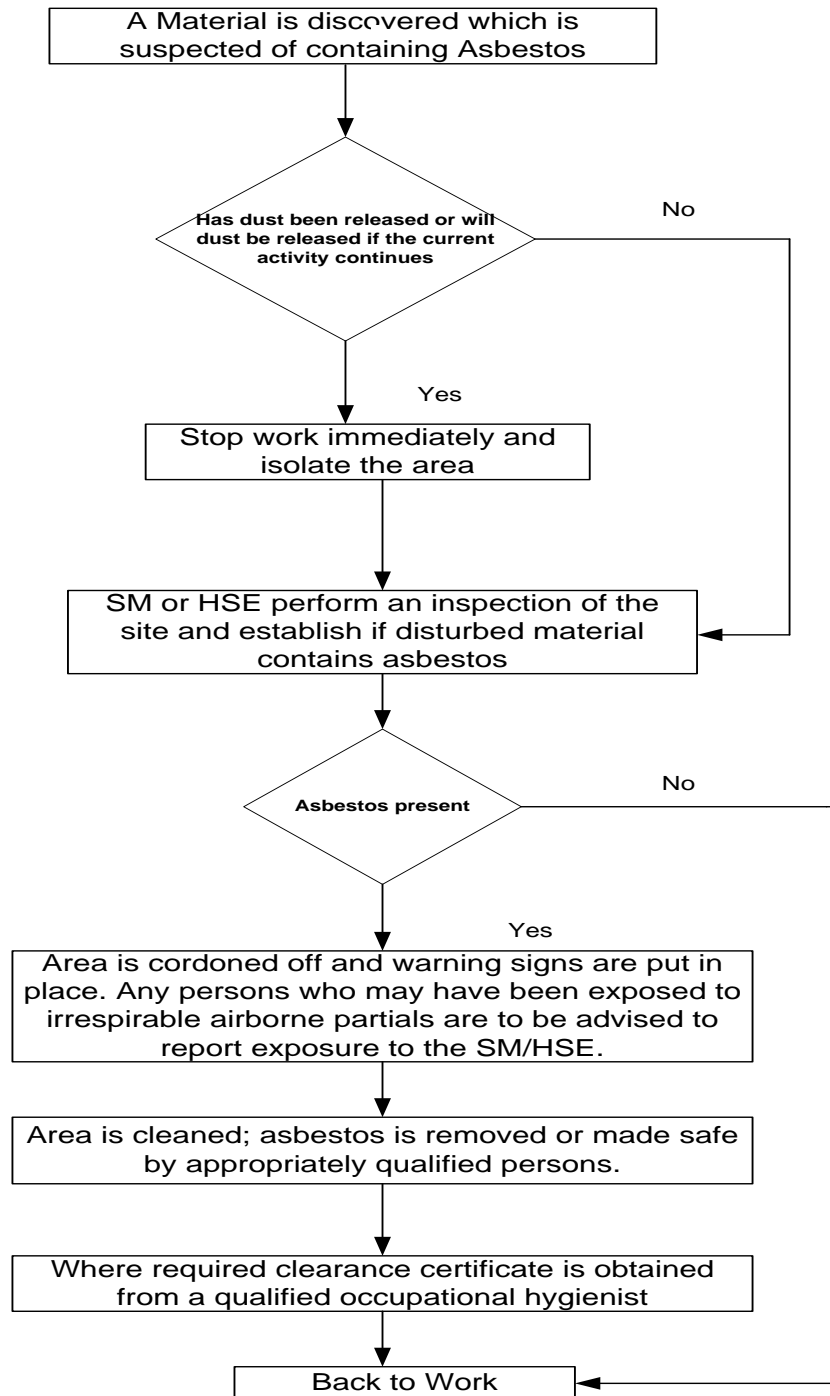 A Material is discovered which is
suspected of containing Asbestos
Has dust been released or will
dust be released if the current
activity continues
No
Yes
Stop work immediately and
isolate the area
SM or HSE perform an inspection of the
site and establish if disturbed material
contains asbestos
Asbestos present
No
Yes
Area is cordoned off and warning signs are put in
place. Any persons who may have been exposed to
irrespirable airborne partials are to be advised to
report exposure to the SM/HSE.
Area is cleaned; asbestos is removed or made safe
by appropriately qualified persons.
Where required clearance certificate is obtained
from a qualified occupational hygienist
Back to Work